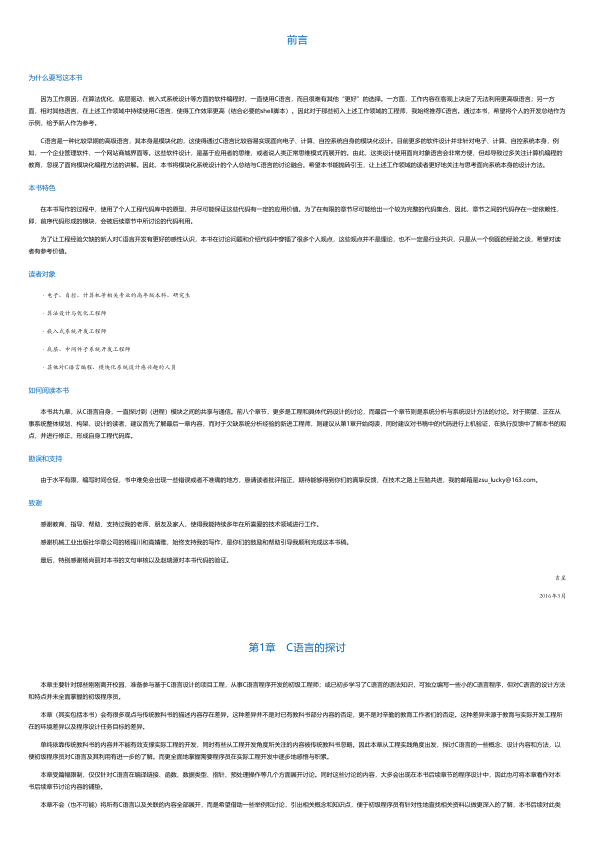 前言
为什么要写这本书
因为工作原因，在算法优化、底层驱动、嵌入式系统设计等方面的软件编程时，一直使用C语言，而且很难有其他“更好”的选择。一方面，工作内容在客观上决定了无法利用更高级语言；另一方
面，相对其他语言，在上述工作领域中持续使用C语言，使得工作效率更高（结合必要的shell脚本）。因此对于那些初入上述工作领域的工程师，我始终推荐C语言。通过本书，希望将个人的开发总结作为
示例，给予新人作为参考。
C语言是一种比较早期的高级语言，其本身是模块化的，这使得通过C语言比较容易实现面向电子、计算、自控系统自身的模块化设计。目前更多的软件设计并非针对电子、计算、自控系统本身，例
如，一个企业管理软件，一个网站商城界面等。这些软件设计，是基于应用者的思维，或者说人类正常思维模式而展开的。由此，这类设计使用面向对象语言会非常方便，但却导致过多关注计算机编程的
教育，忽视了面向模块化编程方法的讲解。因此，本书将模块化系统设计的个人总结与C语言的讨论融合。希望本书能抛砖引玉，让上述工作领域的读者更好地关注与思考面向系统本身的设计方法。
本书特色
在本书写作的过程中，使用了个人工程代码库中的原型，并尽可能保证这些代码有一定的应用价值。为了在有限的章节尽可能给出一个较为完整的代码集合，因此，章节之间的代码存在一定依赖性，
即，前序代码形成的模块，会被后续章节中所讨论的代码利用。
为了让工程经验欠缺的新人对C语言开发有更好的感性认识，本书在讨论问题和介绍代码中穿插了很多个人观点，这些观点并不是理论，也不一定是行业共识，只是从一个侧面的经验之谈，希望对读
者有参考价值。
读者对象
· 电子、自控、计算机等相关专业的高年级本科、研究生
· 算法设计与优化工程师
· 嵌入式系统开发工程师
· 底层、中间件子系统开发工程师
· 其他对C语言编程、模块化系统设计感兴趣的人员
如何阅读本书
本书共九章，从C语言自身，一直探讨到（进程）模块之间的共享与通信。前八个章节，更多是工程和具体代码设计的讨论，而最后一个章节则是系统分析与系统设计方法的讨论。对于期望、正在从
事系统整体规划、构架、设计的读者，建议首先了解最后一章内容，而对于欠缺系统分析经验的新进工程师，则建议从第1章开始阅读，同时建议对书稿中的代码进行上机验证，在执行反馈中了解本书的观
点，并进行修正，形成自身工程代码库。
勘误和支持
由于水平有限，编写时间仓促，书中难免会出现一些错误或者不准确的地方，恳请读者批评指正，期待能够得到你们的真挚反馈，在技术之路上互勉共进，我的邮箱是zsu_lucky@163.com。
致谢
感谢教育、指导、帮助、支持过我的老师、朋友及家人，使得我能持续多年在所喜爱的技术领域进行工作。
感谢机械工业出版社华章公司的杨福川和高婧雅，始终支持我的写作，是你们的鼓励和帮助引导我顺利完成这本书稿。
最后，特别感谢杨尚丽对本书的文句审核以及赵瑞源对本书代码的验证。
吉星
2016年3月
第1章　C语言的探讨
本章主要针对那些刚刚离开校园，准备参与基于C语言设计的项目工程，从事C语言程序开发的初级工程师；或已初步学习了C语言的语法知识，可独立编写一些小的C语言程序，但对C语言的设计方法
和特点并未全面掌握的初级程序员。
本章（其实包括本书）会有很多观点与传统教科书的描述内容存在差异。这种差异并不是对已有教科书部分内容的否定，更不是对辛勤的教育工作者们的否定。这种差异来源于教育与实际开发工程所
在的环境差异以及程序设计任务目标的差异。
单纯依靠传统教科书的内容并不能有效支撑实际工程的开发，同时有些从工程开发角度所关注的内容被传统教科书忽略。因此本章从工程实践角度出发，探讨C语言的一些概念、设计内容和方法，以
便初级程序员对C语言及其利用有进一步的了解。而更全面地掌握需要程序员在实际工程开发中逐步地感悟与积累。
本章受篇幅限制，仅仅针对C语言在编译链接、函数、数据类型、指针、预处理操作等几个方面展开讨论。同时这些讨论的内容，大多会出现在本书后续章节的程序设计中，因此也可将本章看作对本
书后续章节讨论内容的铺垫。
本章不会（也不可能）将所有C语言以及关联的内容全部展开，而是希望借助一些举例和讨论，引出相关概念和知识点，便于初级程序员有针对性地查找相关资料以做更深入的了解，本书后续对此类